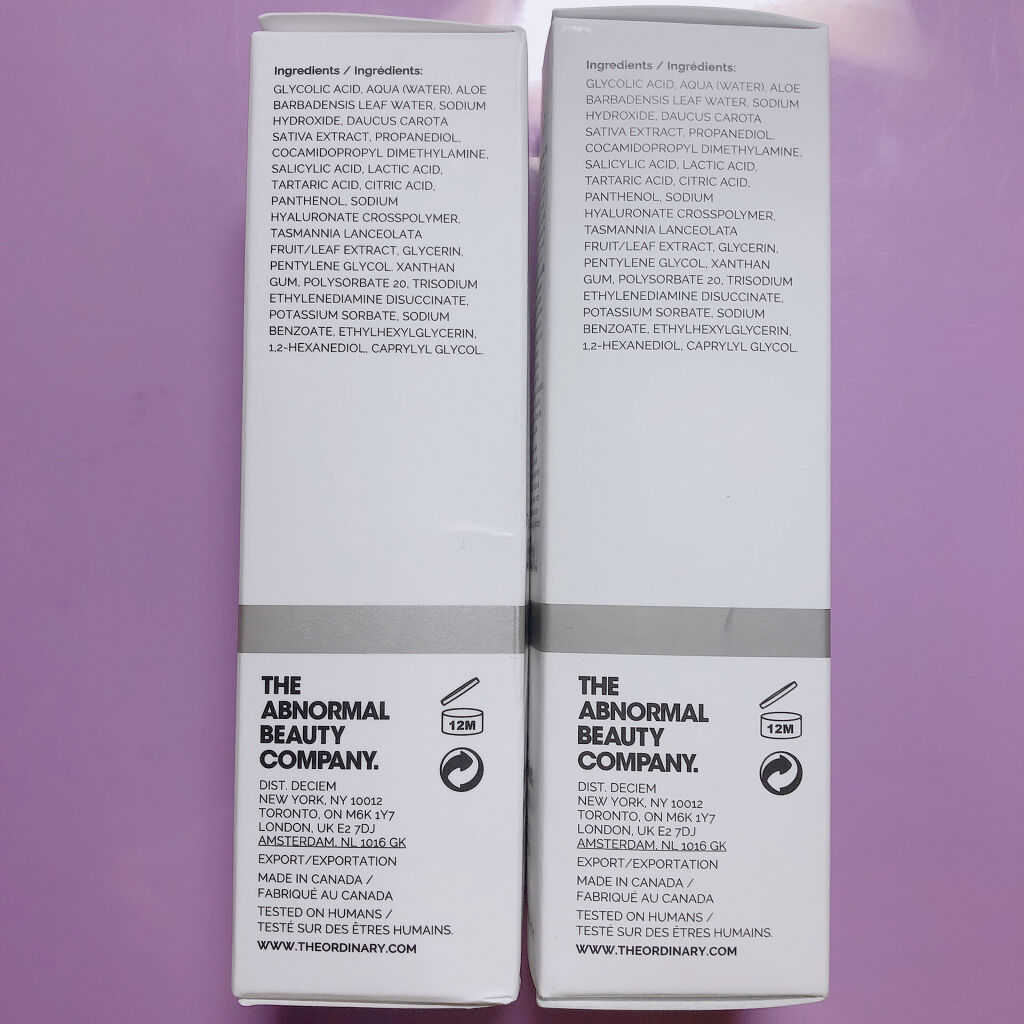 Ingredients / Ingrédients:
GLYCOLIC ACID, AQUA (WATER), ALOE
BARBADENSIS LEAF WATER, SODIUM
HYDROXIDE, DAUCUS CAROTA
SATIVA EXTRACT, PROPANEDIOL,
COCAMIDOPROPYL DIMETHYLAMINE,
SALICYLIC ACID, LACTIC ACID,
TARTARIC ACID, CITRIC ACID,
PANTHENOL, SODIUM
HYALURONATE CROSSPOLYMER,
TASMANNIA LANCEOLATA
FRUIT/LEAF EXTRACT, GLYCERIN,
PENTYLENE GLYCOL. XANTHAN
GUM, POLYSORBATE 20, TRISODIUM
ETHYLENEDIAMINE DISUCCINATE,
POTASSIUM SORBATE, SODIUM
BENZOATE, ETHYLHEXYLGLYCERIN,
1,2-HEXANEDIOL, CAPRYLYL GLYCOL.
THE
ABNORMAL
BEAUTY
COMPANY.
12M
DIST. DECIEM
NEW YORK, NY 10012
TORONTO, ON M6K 1Y7
LONDON, UK E2 7DJ
AMSTERDAM, NL 1016 GK
EXPORT/EXPORTATION
MADE IN CANADA /
FABRIQUÉ AU CANADA
TESTED ON HUMANS /
TESTÉ SUR DES ÊTRES HUMAINS.
WWW.THEORDINARY.COM
Ingredients / Ingrédients:
GLYCOLIC ACID, AQUA (WATER), ALOE
BARBADENSIS LEAF WATER, SODIUM
HYDROXIDE, DAUCUS CAROTA
SATIVA EXTRACT, PROPANEDIOL,
COCAMIDOPROPYL DIMETHYLAMINE,
SALICYLIC ACID, LACTIC ACID,
TARTARIC ACID, CITRIC ACID,
PANTHENOL, SODIUM
HYALURONATE CROSSPOLYMER,
TASMANNIA LANCEOLATA
FRUIT/LEAF EXTRACT, GLYCERIN,
PENTYLENE GLYCOL, XANTHAN
GUM, POLYSORBATE 20, TRISODIUM
ETHYLENEDIAMINE DISUCCINATE,
POTASSIUM SORBATE, SODIUM
BENZOATE, ETHYLHEXYLGLYCERIN,
1,2-HEXANEDIOL, CAPRYLYL GLYCOL.
THE
ABNORMAL
BEAUTY
COMPANY.
12M
DIST. DECIEM
NEW YORK, NY 10012
TORONTO, ON M6K 1Y7
LONDON, UK E2 7DJ
AMSTERDAM, NL 1016 GK
EXPORT/EXPORTATION
MADE IN CANADA /
FABRIQUÉ AU CANADA
TESTED ON HUMANS /
TESTÉ SUR DES ÊTRES HUMAINS.
WWW.THEORDINARY.COM